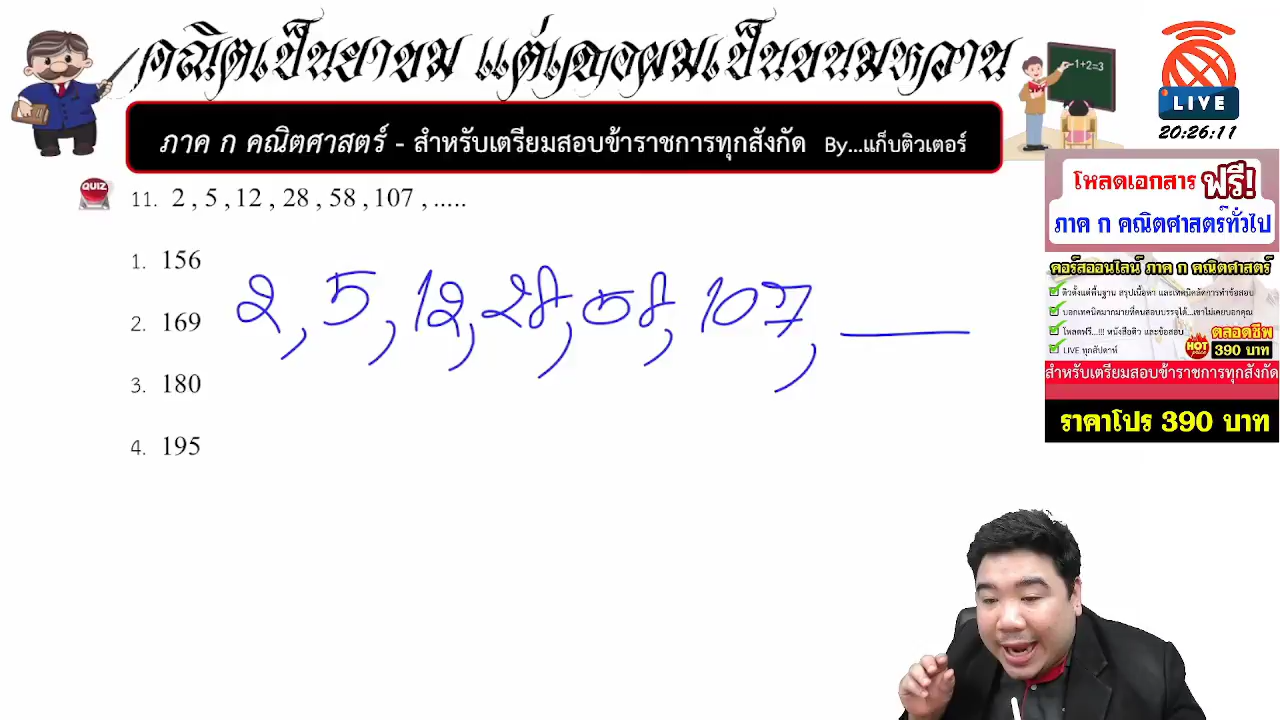 คณิตเป็นยาขม แต่เจอผมเป็นขนมหวาน
ภาค ก คณิตศาสตร์ - สำหรับเตรียมสอบข้าราชการทุกสังกัด By...แก็บติวเตอร์
-1+2=3
LIVE
20:26:11
QUIZ
11. 2 , 5 , 12 , 28 , 58 , 107 , .....
1. 156
2. 169
3. 180
4. 195
2, 5, 12, 28, 58, 107, ____
โหลดเอกสาร ฟรี!
ภาค ก คณิตศาสตร์ทั่วไป
คอร์สออนไลน์ ภาค ก คณิตศาสตร์
ติวตั้งแต่พื้นฐาน สรุปเนื้อหา และเทคนิคลัดการทำข้อสอบ
บอกเทคนิคมากมายที่คนสอบบรรจุได้...เขาไม่เคยบอกคุณ
โหลดฟรี...!!! หนังสือติว และข้อสอบ
LIVE ทุกสัปดาห์
HOT price
ตลอดชีพ
390 บาท
สำหรับเตรียมสอบข้าราชการทุกสังกัด
ราคาโปร 390 บาท